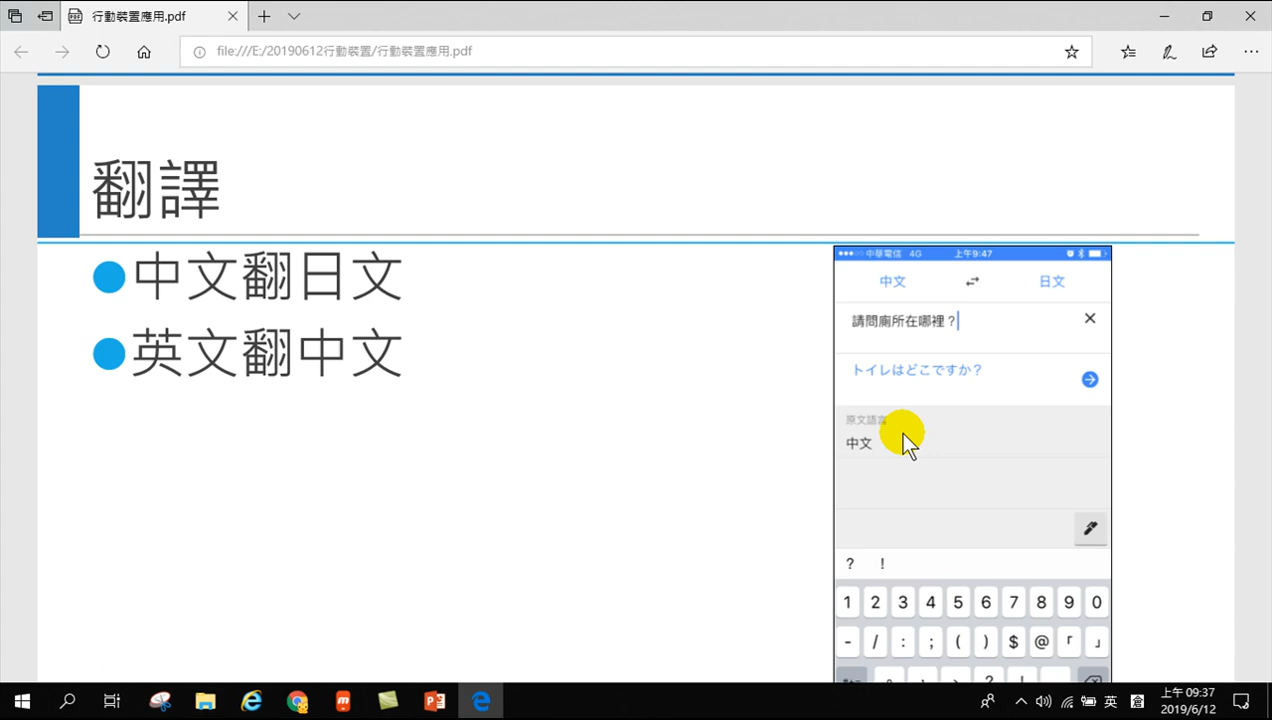 行動裝置應用.pdf
file:///E:/20190612行動裝置/行動裝置應用.pdf
翻譯
中文翻日文
英文翻中文
中華電信 4G 上午9:47
中文 日文
請問廁所在哪裡？
トイレはどこですか？
原文語言
中文
? !
1 2 3 4 5 6 7 8 9 0
- / : ; ( ) $ @ 「 」
英
上午 09:37
2019/6/12